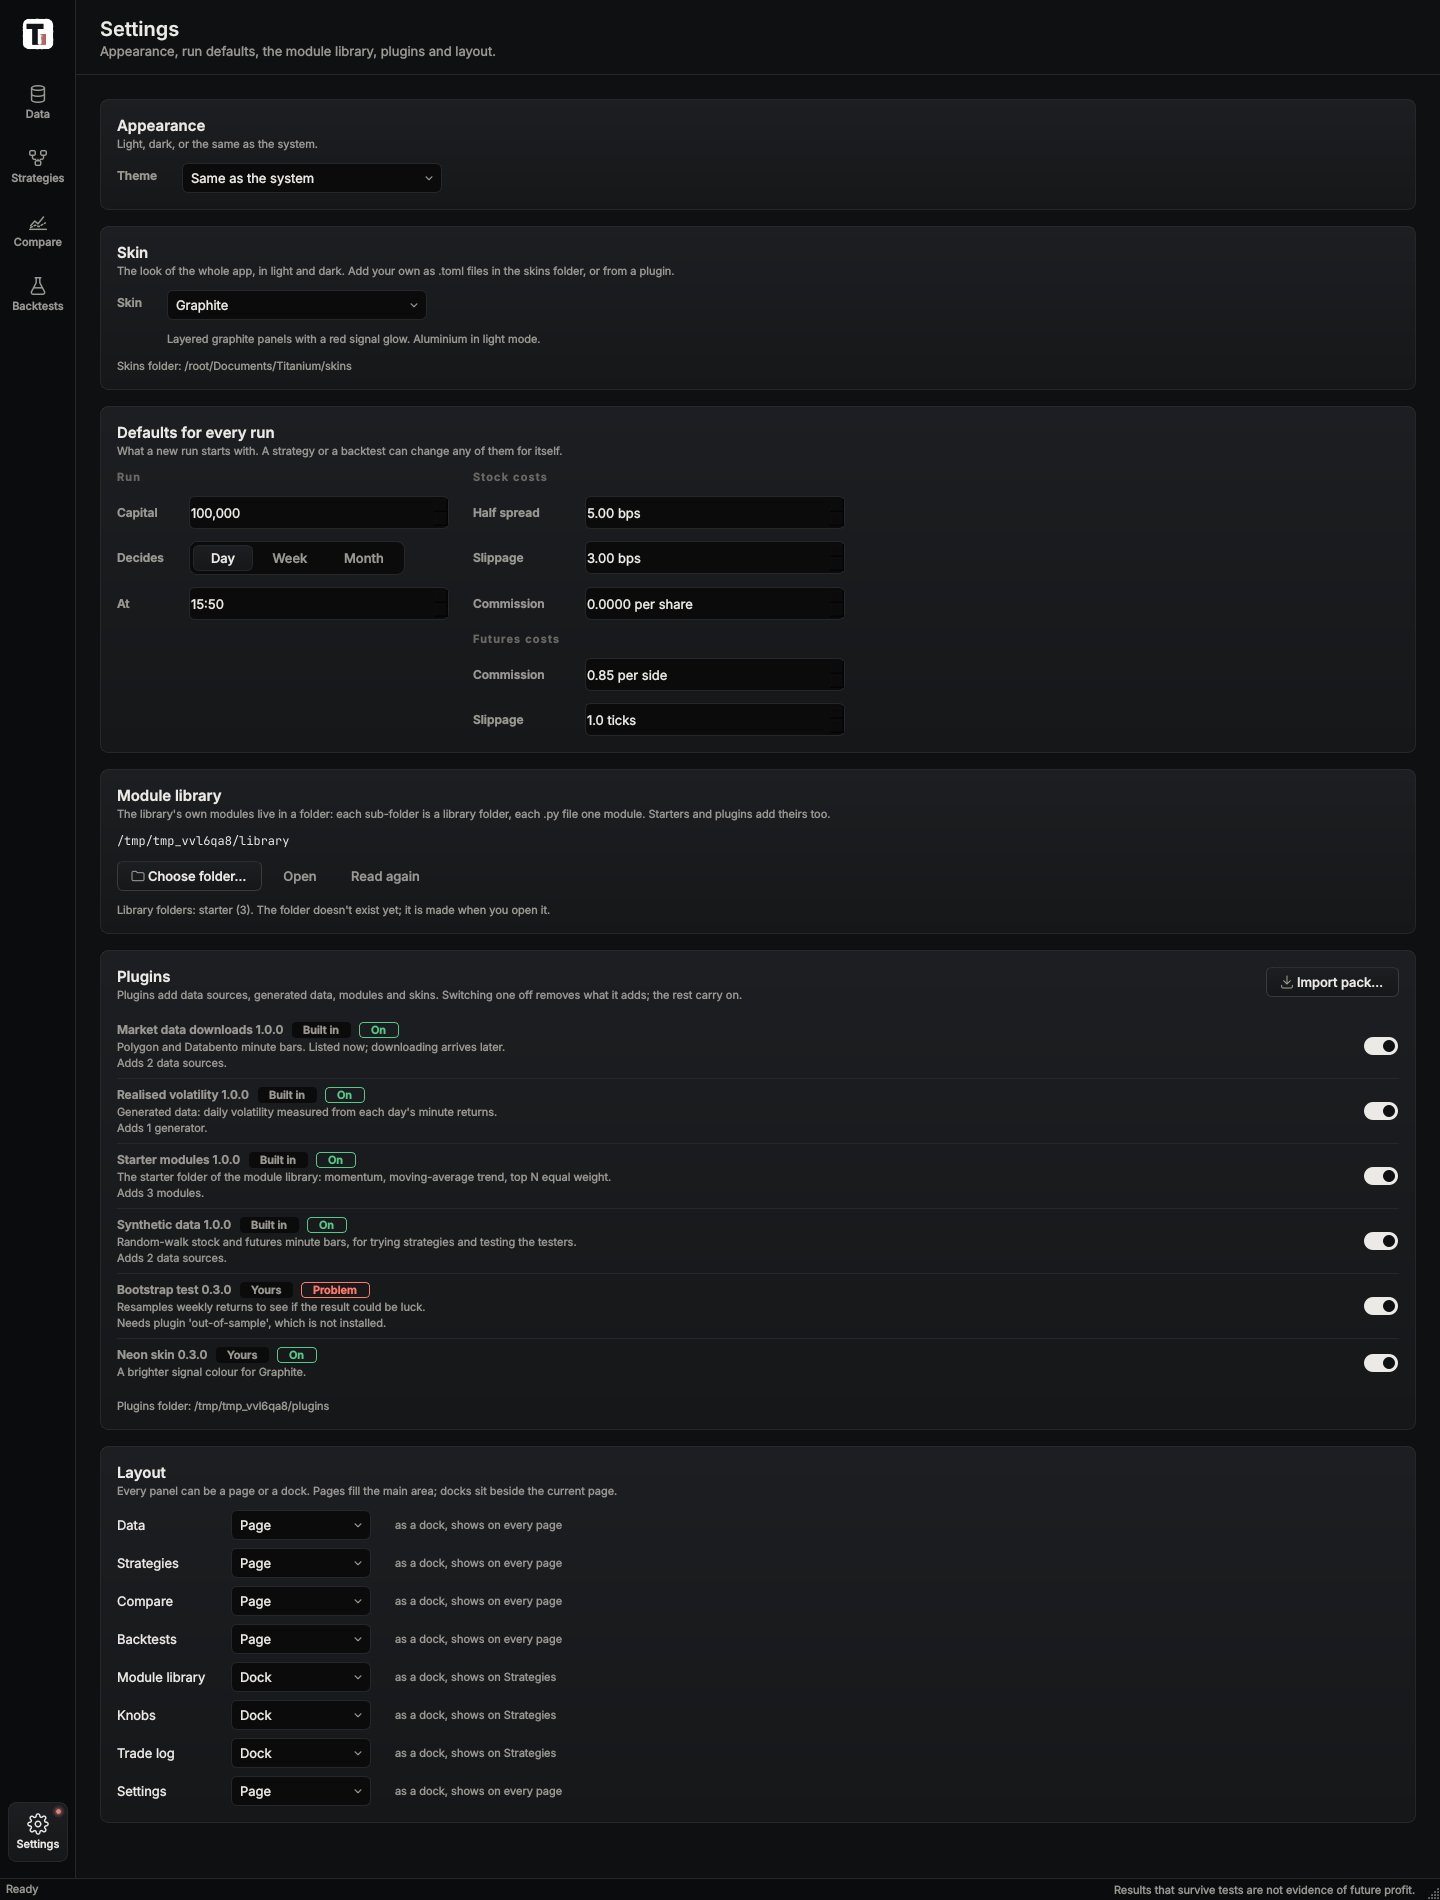 Ti
Settings
Appearance, run defaults, the module library, plugins and layout.
Data
Strategies
Compare
Backtests
Appearance
Light, dark, or the same as the system.
Theme
Same as the system
Skin
The look of the whole app, in light and dark. Add your own as .toml files in the skins folder, or from a plugin.
Skin
Graphite
Layered graphite panels with a red signal glow. Aluminium in light mode.
Skins folder: /root/Documents/Titanium/skins
Defaults for every run
What a new run starts with. A strategy or a backtest can change any of them for itself.
Run
Capital
100,000
Decides
Day Week Month
At
15:50
Stock costs
Half spread
5.00 bps
Slippage
3.00 bps
Commission
0.0000 per share
Futures costs
Commission
0.85 per side
Slippage
1.0 ticks
Module library
The library's own modules live in a folder: each sub-folder is a library folder, each .py file one module. Starters and plugins add theirs too.
/tmp/tmp_vvl6qa8/library
Choose folder... Open Read again
Library folders: starter (3). The folder doesn't exist yet; it is made when you open it.
Plugins
Plugins add data sources, generated data, modules and skins. Switching one off removes what it adds; the rest carry on.
Import pack...
Market data downloads 1.0.0 Built in On
Polygon and Databento minute bars. Listed now; downloading arrives later.
Adds 2 data sources.
Realised volatility 1.0.0 Built in On
Generated data: daily volatility measured from each day's minute returns.
Adds 1 generator.
Starter modules 1.0.0 Built in On
The starter folder of the module library: momentum, moving-average trend, top N equal weight.
Adds 3 modules.
Synthetic data 1.0.0 Built in On
Random-walk stock and futures minute bars, for trying strategies and testing the testers.
Adds 2 data sources.
Bootstrap test 0.3.0 Yours Problem
Resamples weekly returns to see if the result could be luck.
Needs plugin 'out-of-sample', which is not installed.
Neon skin 0.3.0 Yours On
A brighter signal colour for Graphite.
Plugins folder: /tmp/tmp_vvl6qa8/plugins
Layout
Every panel can be a page or a dock. Pages fill the main area; docks sit beside the current page.
Data Page as a dock, shows on every page
Strategies Page as a dock, shows on every page
Compare Page as a dock, shows on every page
Backtests Page as a dock, shows on every page
Module library Dock as a dock, shows on Strategies
Knobs Dock as a dock, shows on Strategies
Trade log Dock as a dock, shows on Strategies
Settings Page as a dock, shows on every page
Settings
Ready
Results that survive tests are not evidence of future profit.